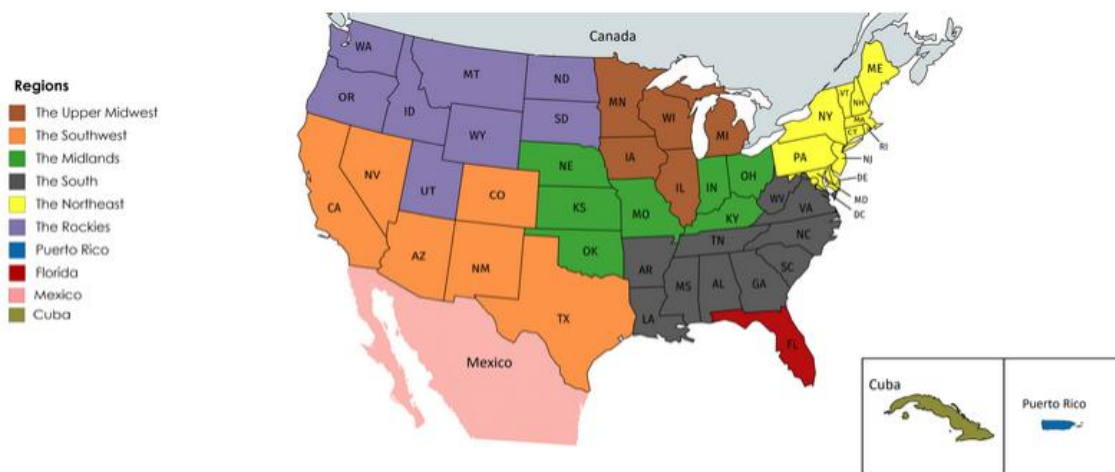 Regions
The Upper Midwest
The Southwest
The Midlands
The South
The Northeast
The Rockies
Puerto Rico
Florida
Mexico
Cuba
Canada
WA
MT
ND
MN
OR
ID
WY
SD
WI
MI
IA
IL
NE
NV
UT
CO
CA
KS
MO
IN
OH
KY
WV
VA
AZ
NM
OK
TX
AR
TN
NC
SC
MS
AL
GA
LA
FL
ME
VT
NH
NY
MA
CT
RI
PA
NJ
DE
MD
DC
Mexico
Cuba
Puerto Rico